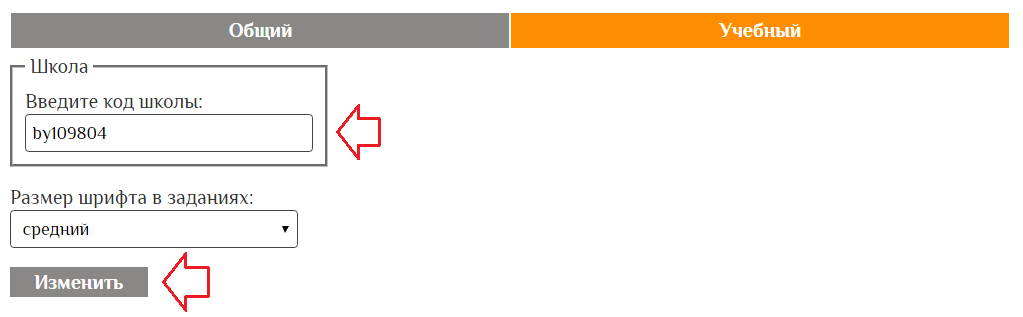 Общий Учебный
Школа
Введите код школы:
by109804
Размер шрифта в заданиях:
средний
Изменить